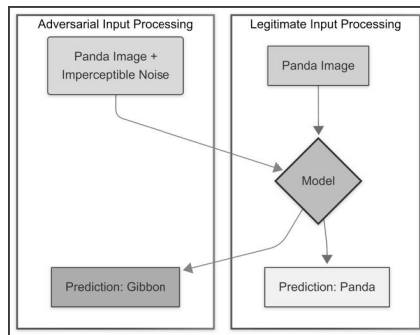 Adversarial Input Processing
Panda Image +
Imperceptible Noise
Prediction: Gibbon
Legitimate Input Processing
Panda Image
Model
Prediction: Panda